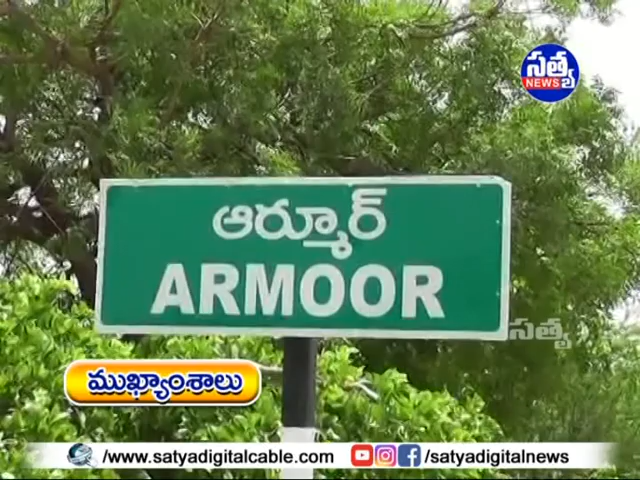 సత్య
NEWS
ఆర్మూర్
ARMOOR
సత్య
ముఖ్యాంశాలు
www.satyadigitalcable.com
/satyadigitalnews